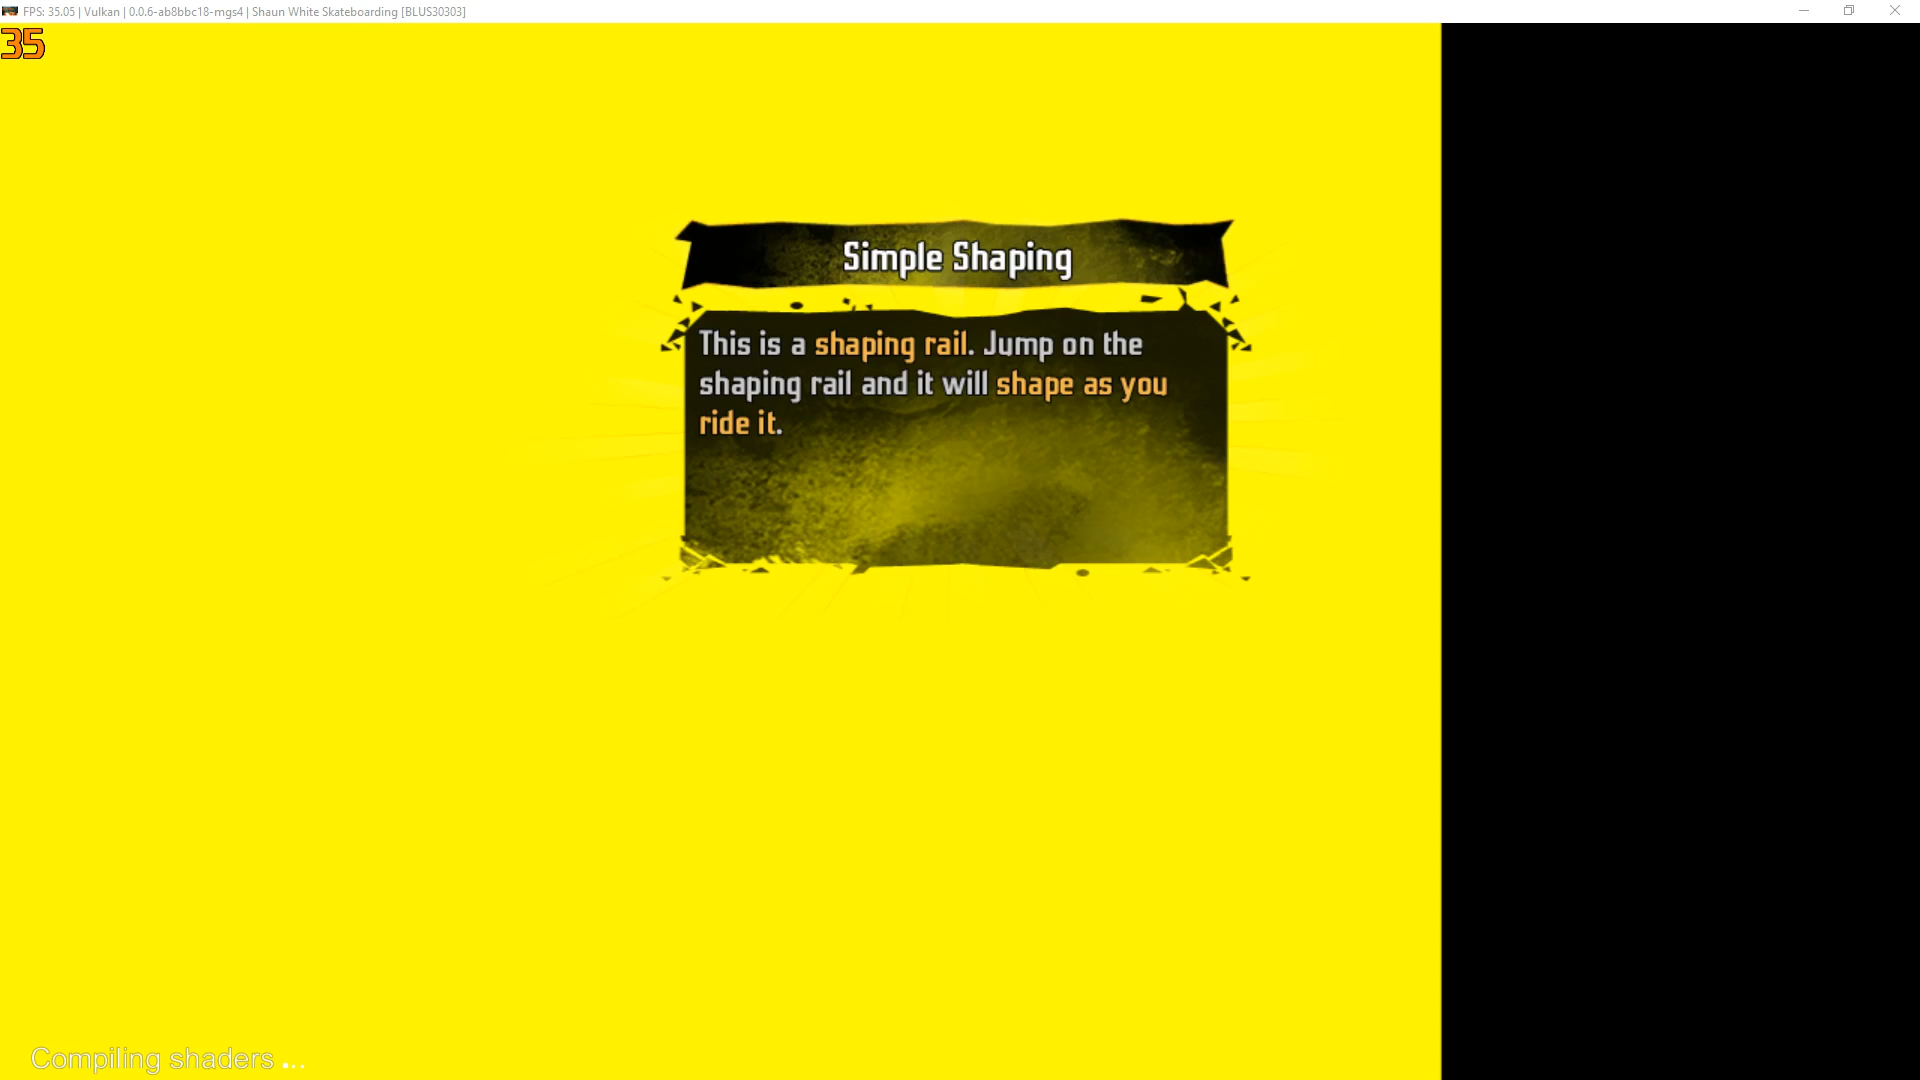 FPS: 35.05 | Vulkan | 0.0.6-ab8bbc18-mgs4 | Shaun White Skateboarding [BLUS30303]
35
Simple Shaping
This is a shaping rail. Jump on the
shaping rail and it will shape as you
ride it.
Compiling shaders ...